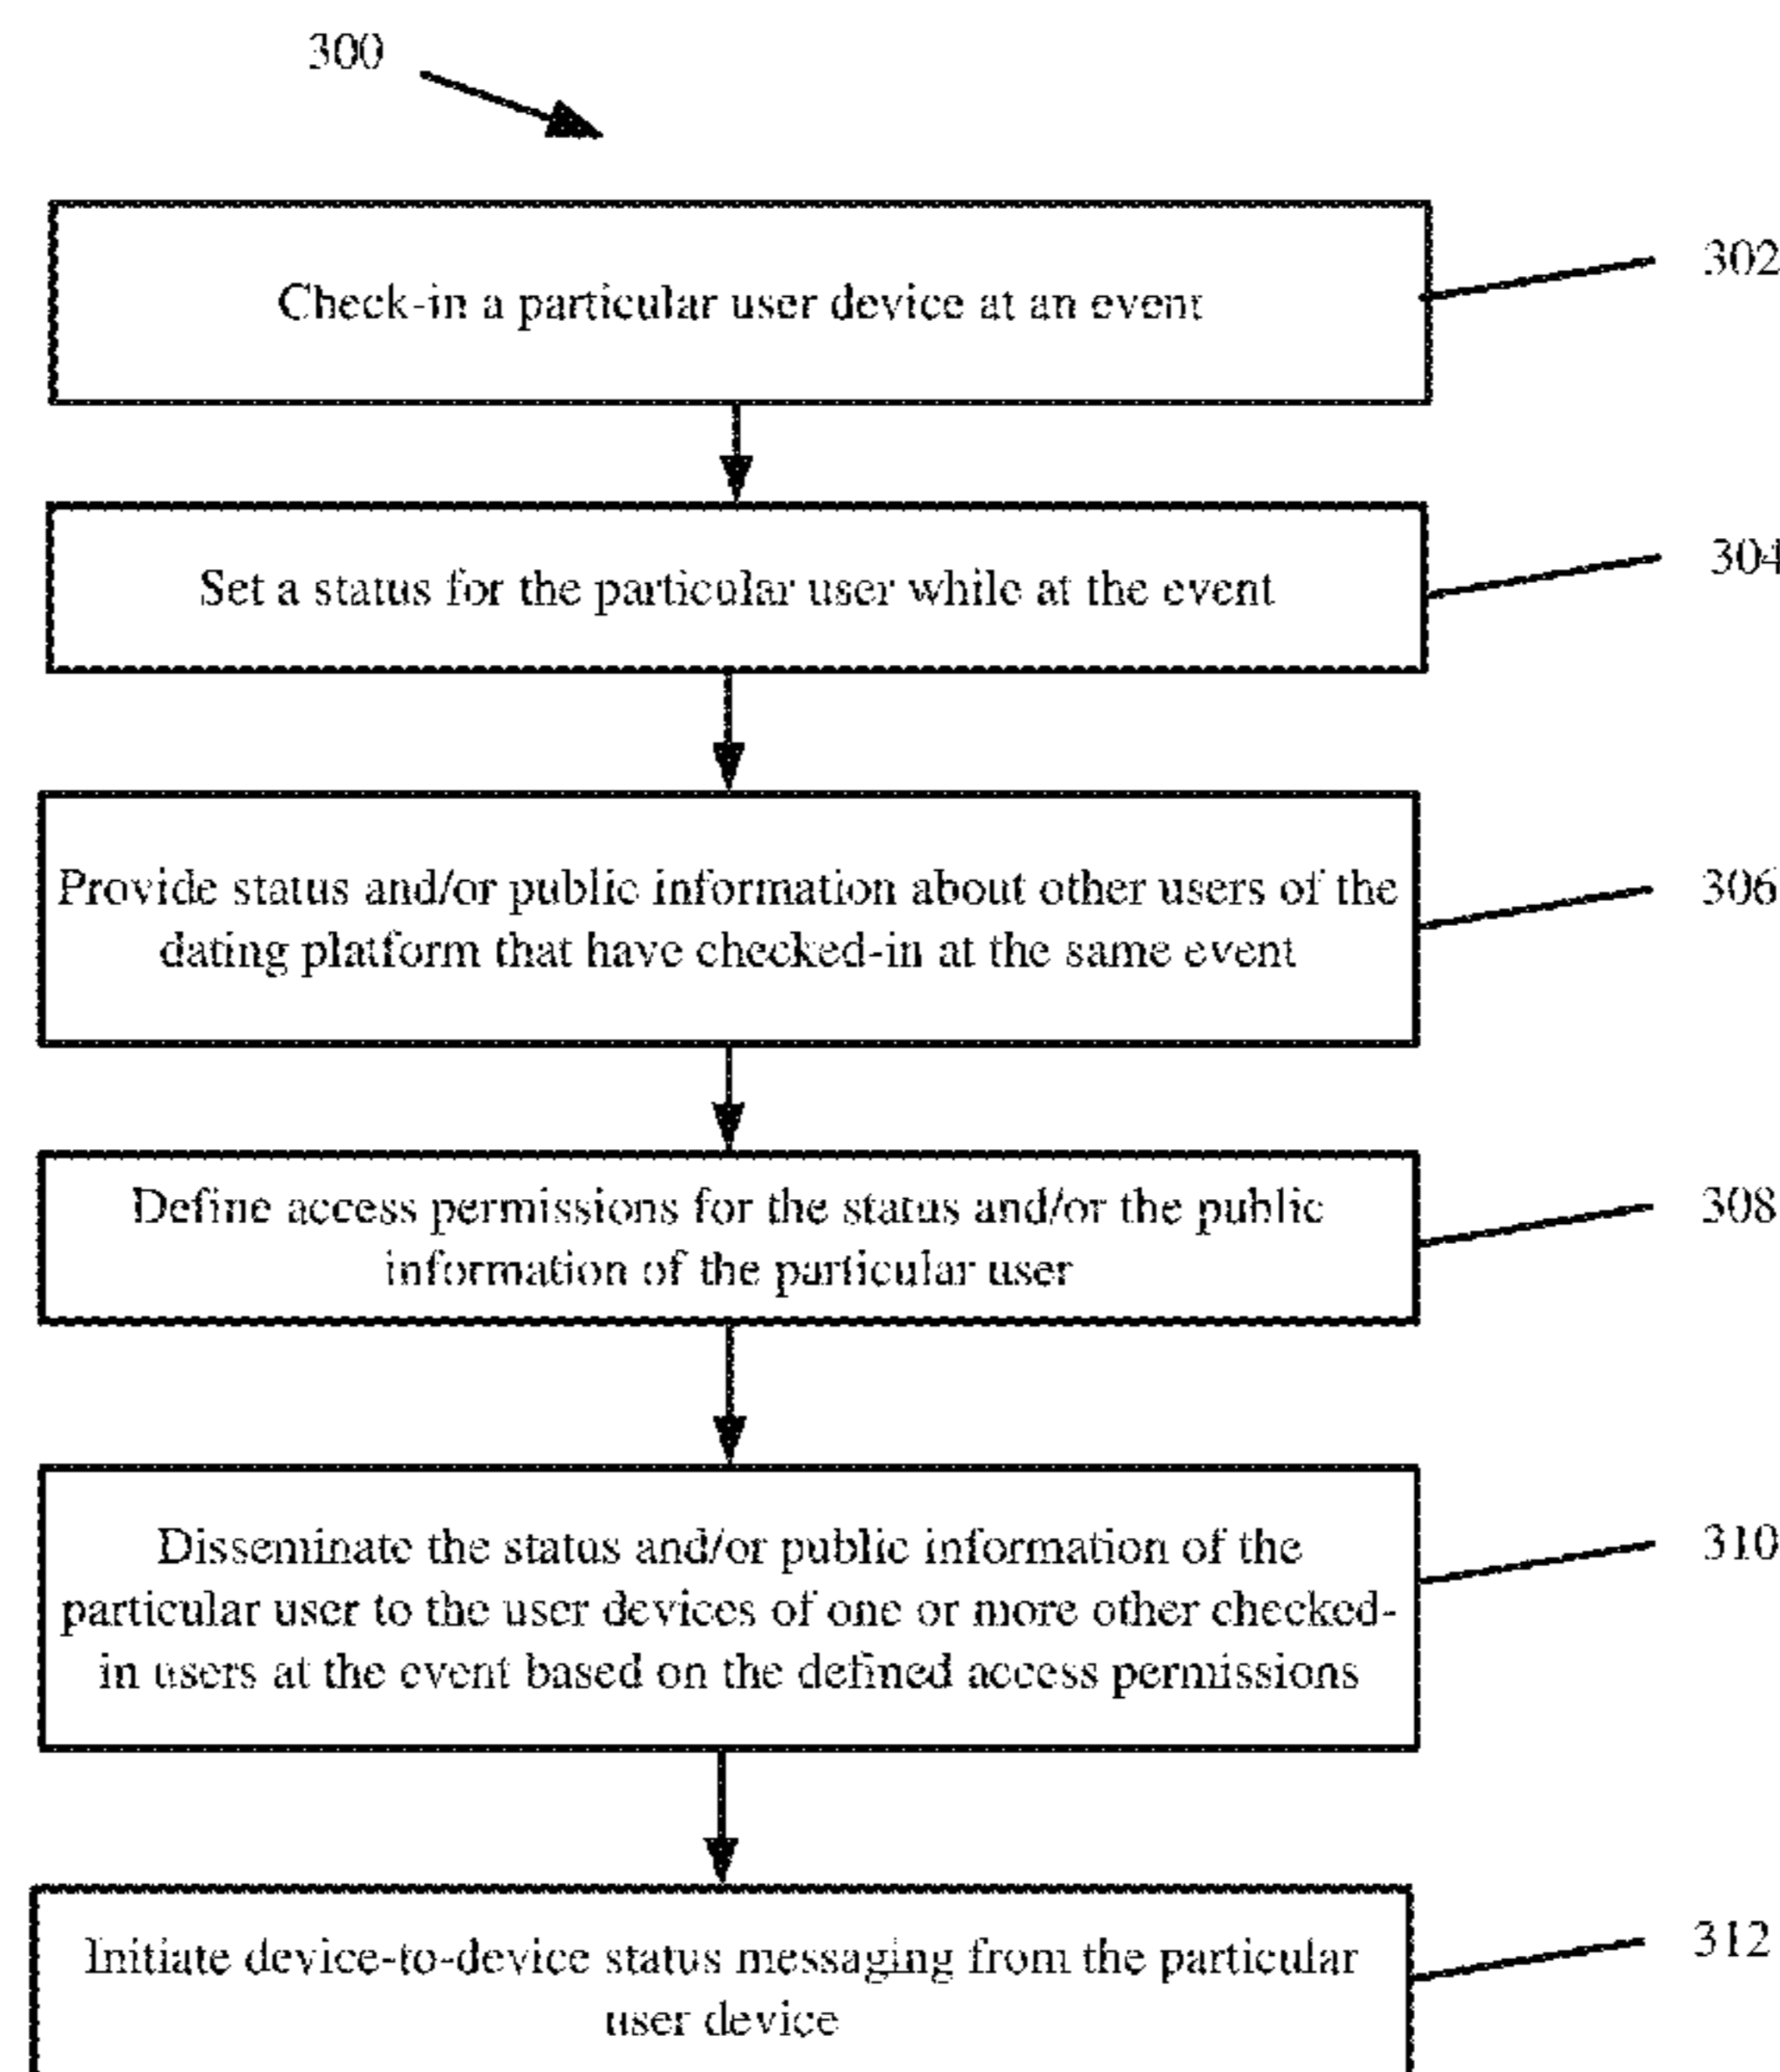 300
Check-in a particular user device at an event
302
Set a status for the particular user while at the event
304
Provide status and/or public information about other users of the
dating platform that have checked-in at the same event
306
Define access permissions for the status and/or the public
information of the particular user
308
Disseminate the status and/or public information of the
particular user to the user devices of one or more other checked-
in users at the event based on the defined access permissions
310
Initiate device-to-device status messaging from the particular
user device
312